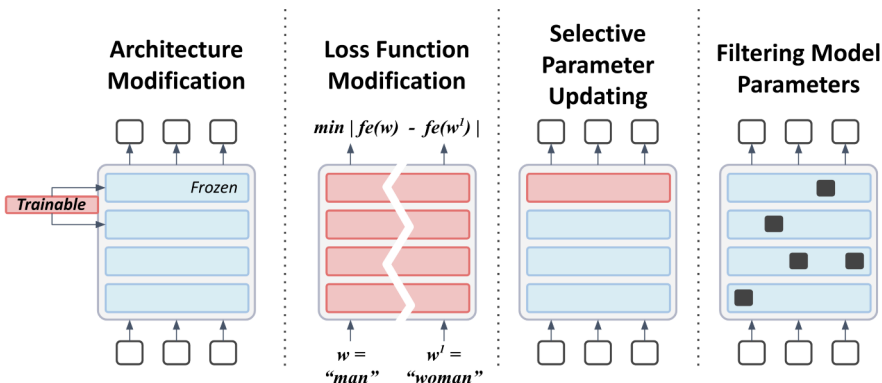 Architecture
Modification
Frozen
Trainable
Loss Function
Modification
min | fe(w) - fe(w¹) |
w =
“man”
w¹ =
“woman”
Selective
Parameter
Updating
Filtering Model
Parameters